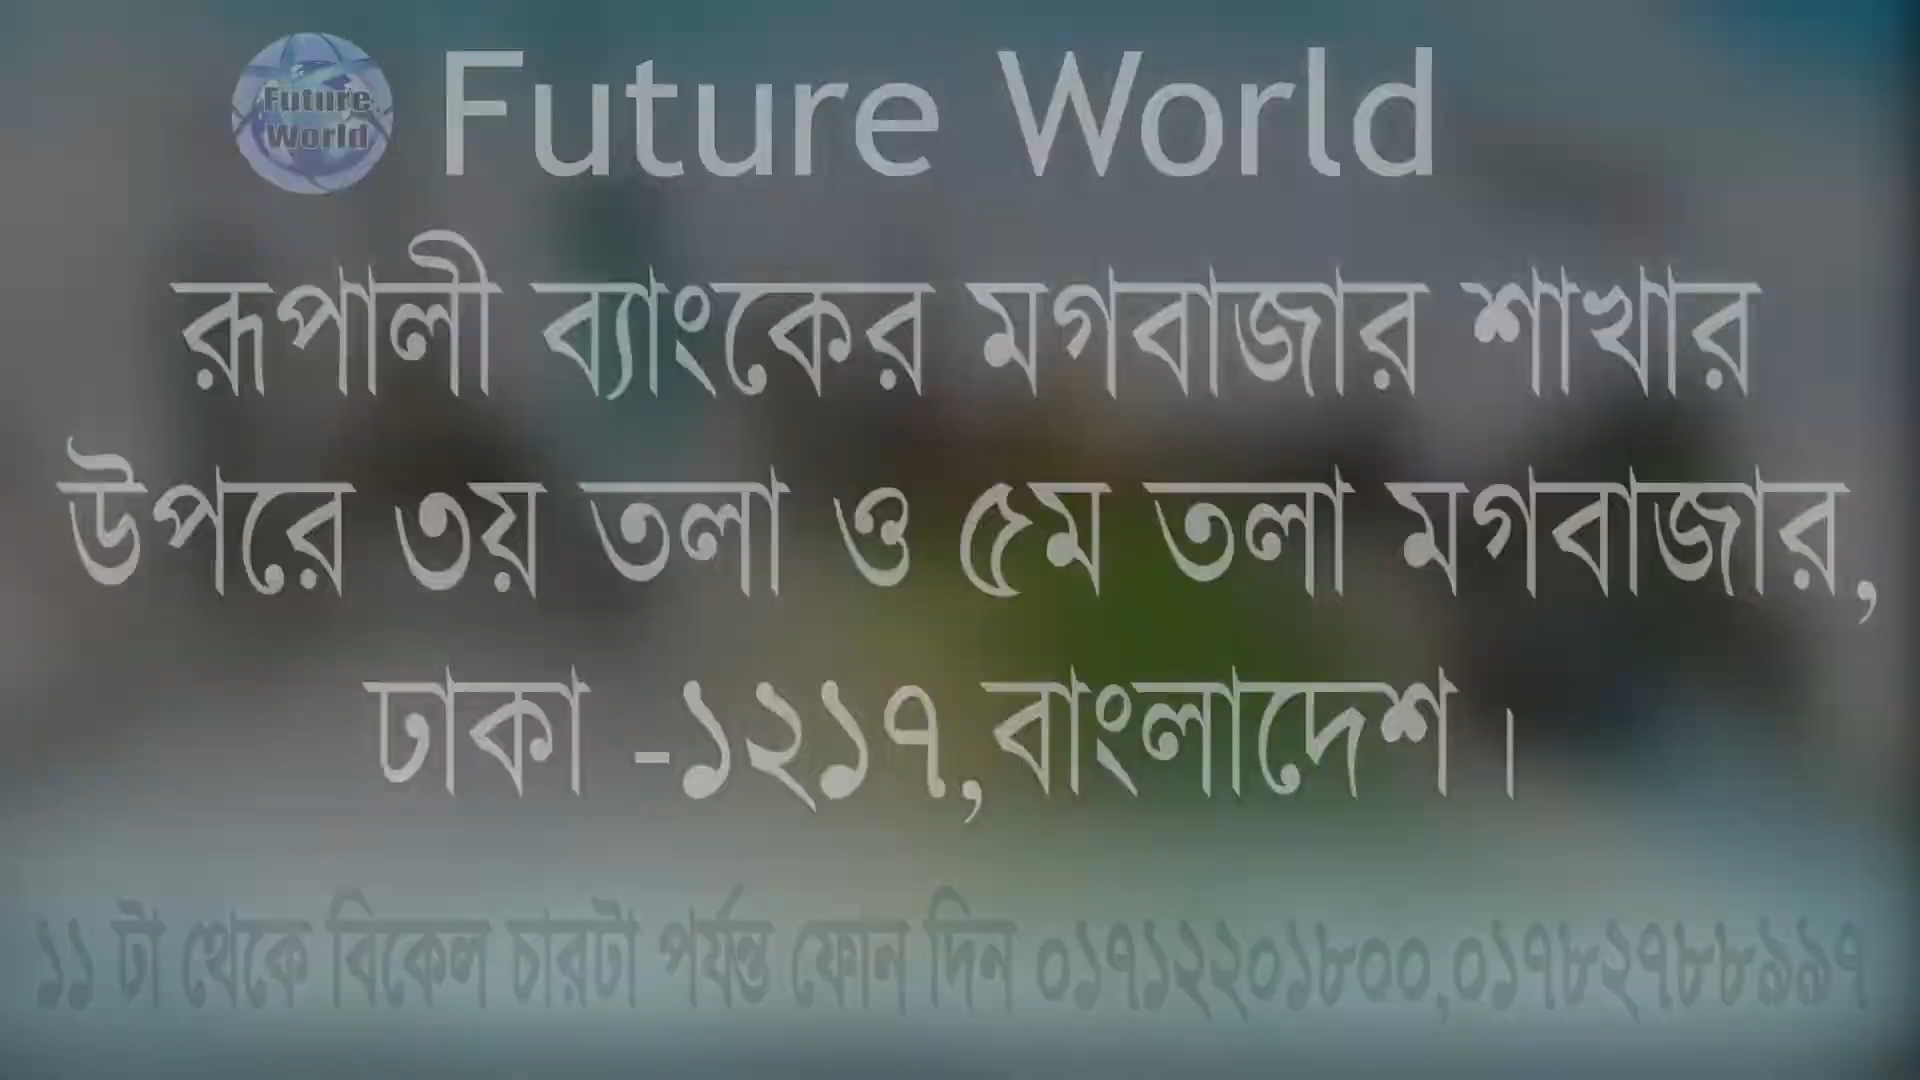 Future World
Future World
রূপালী ব্যাংকের মগবাজার শাখার
উপরে ৩য় তলা ও ৫ম তলা মগবাজার,
ঢাকা -১২১৭,বাংলাদেশ।
১১ টা থেকে বিকেল চারটা পর্যন্ত ফোন দিন ০১৭১২২০১৮০০,০১৭৮২৭৮৮৯৯৭